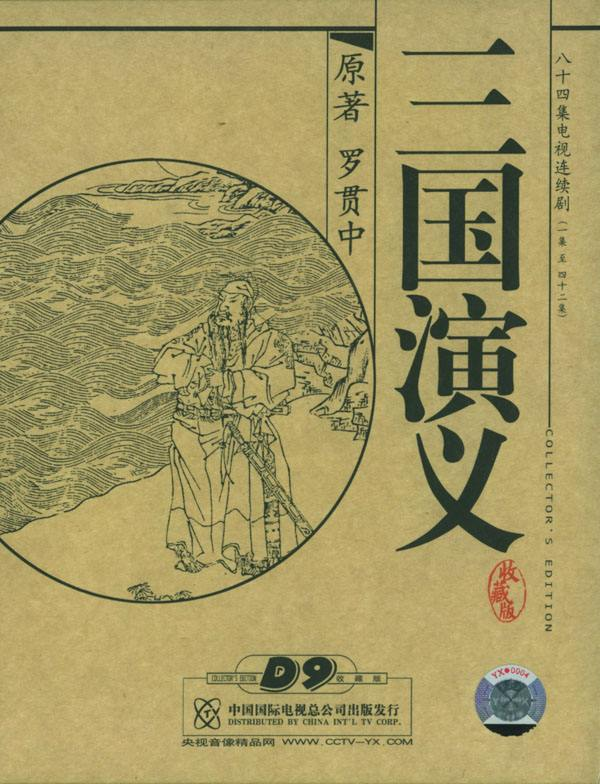 三国演义
原著 罗贯中
八十四集电视连续剧(一集至四十二集)
COLLECTOR'S EDITION
收藏版
COLLECTOR'S EDITION D9 收藏版
中国国际电视总公司出版发行
DISTRIBUTED BY CHINA INT'L TV CORP.
央视音像精品网 WWW.CCTV-YX.COM
YX●0004